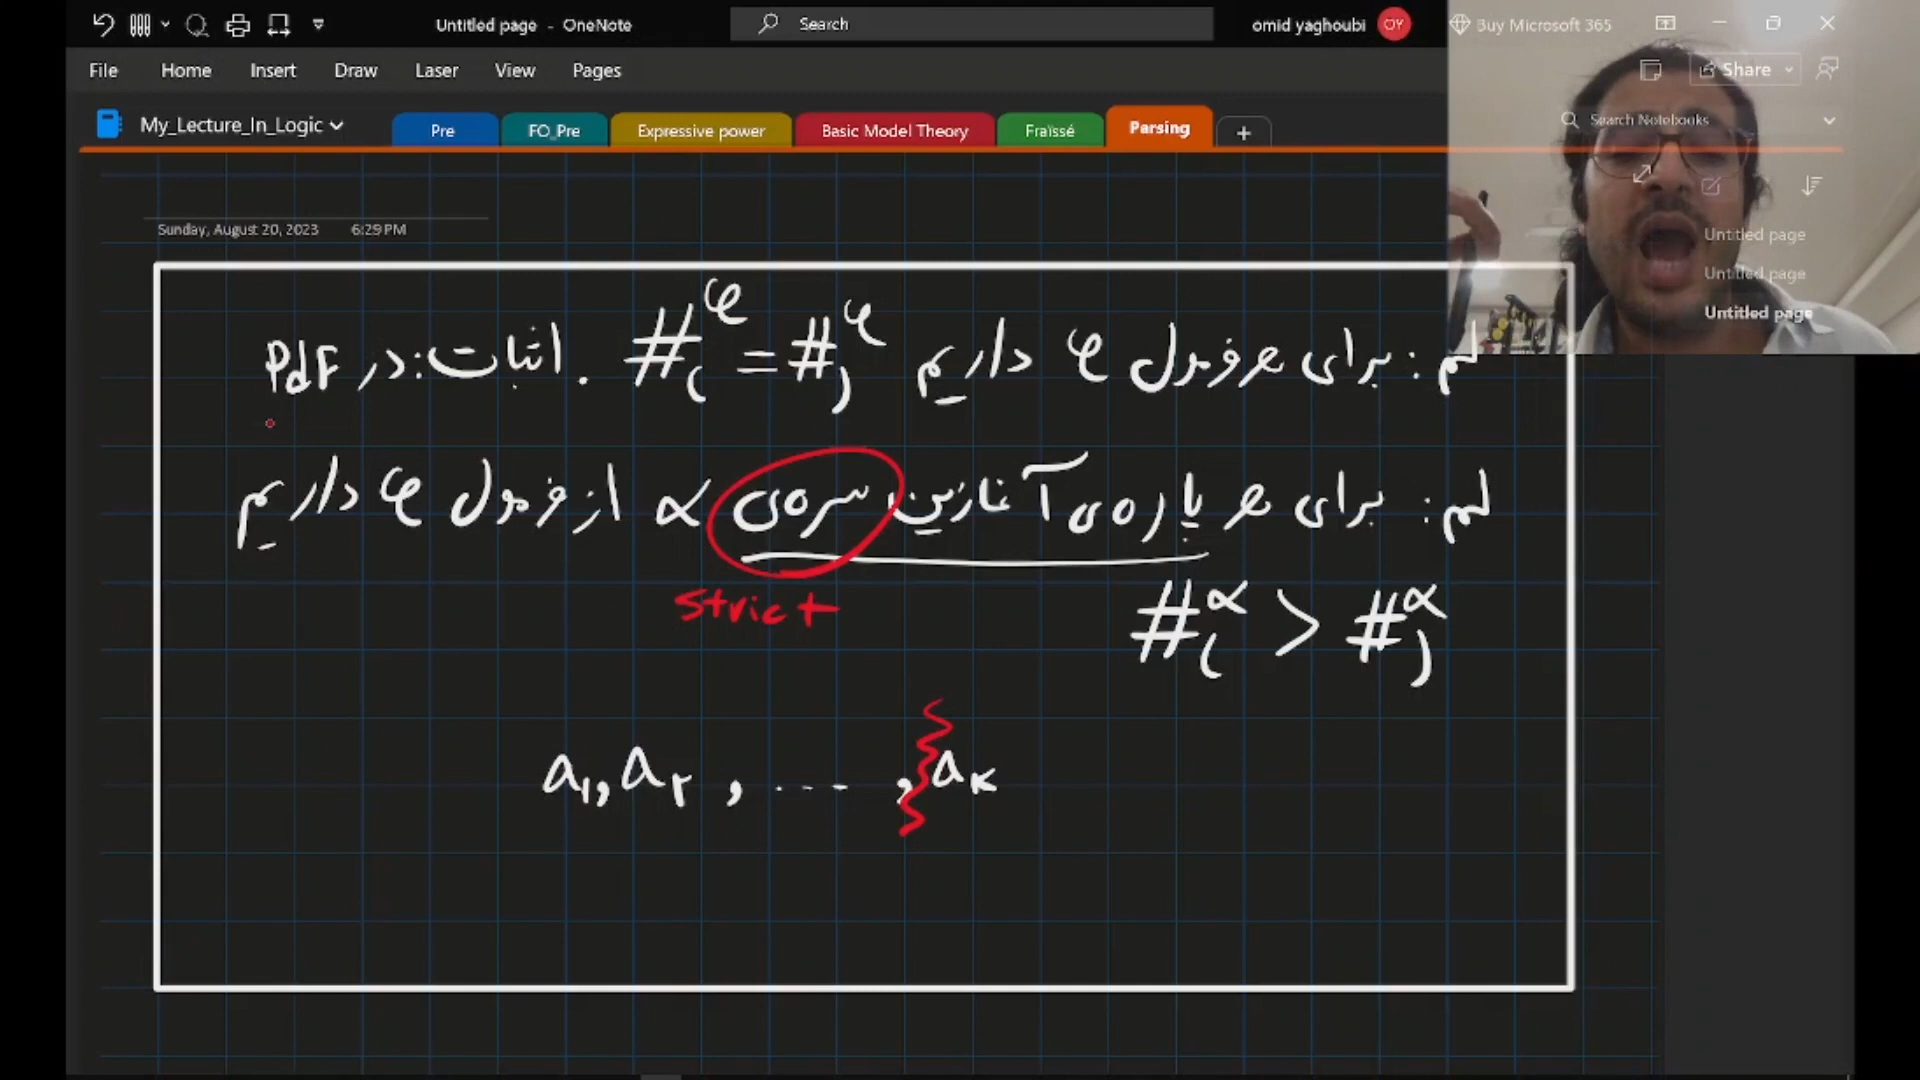 Untitled page - OneNote
Search
omid yaghoubi
OY
Buy Microsoft 365
File Home Insert Draw Laser View Pages
Share
My_Lecture_In_Logic
Pre FO_Pre Expressive power Basic Model Theory Fraïssé Parsing +
Search Notebooks
Untitled page
Untitled page
Untitled page
Sunday, August 20, 2023 6:29 PM
لم: برای هر فرمول φ داریم #₍^φ = #₎^φ . اثبات: در Pdf
لم: برای هر پاره‌ی آغازین سره‌ی α از فرمول φ داریم
strict
#₍^α > #₎^α
a₁, a₂, ..., aₖ